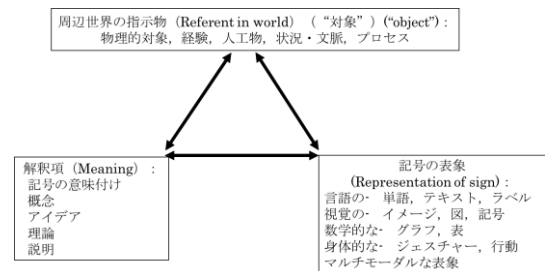 周辺世界の指示物 (Referent in world) (“対象”) (“object”) :
物理的対象, 経験, 人工物, 状況・文脈, プロセス
解釈項 (Meaning) :
記号の意味付け
概念
アイデア
理論
説明
記号の表象
(Representation of sign) :
言語の- 単語, テキスト, ラベル
視覚の- イメージ, 図, 記号
数学的な- グラフ, 表
身体的な- ジェスチャー, 行動
マルチモーダルな表象